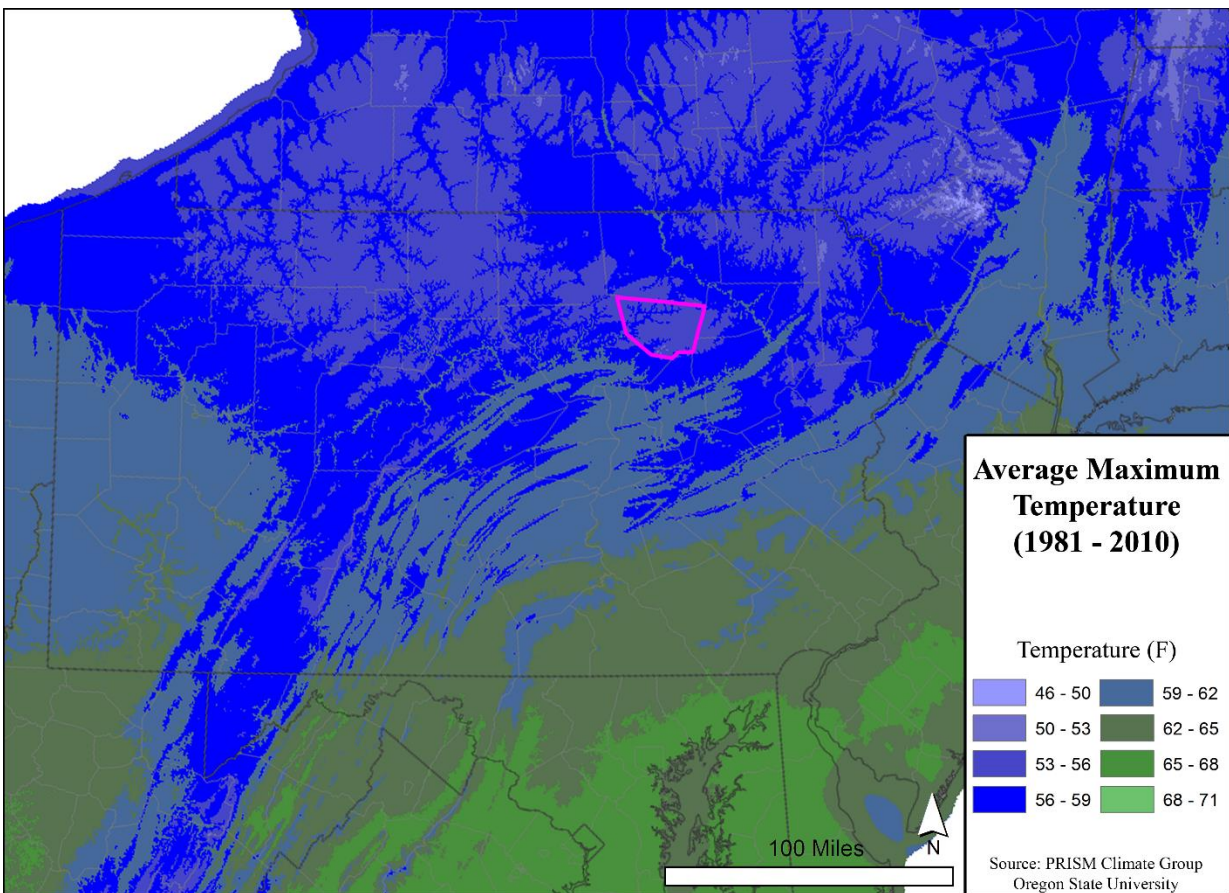 Average Maximum
Temperature
(1981 - 2010)
Temperature (F)
46 - 50
50 - 53
53 - 56
56 - 59
59 - 62
62 - 65
65 - 68
68 - 71
100 Miles
N
Source: PRISM Climate Group
Oregon State University